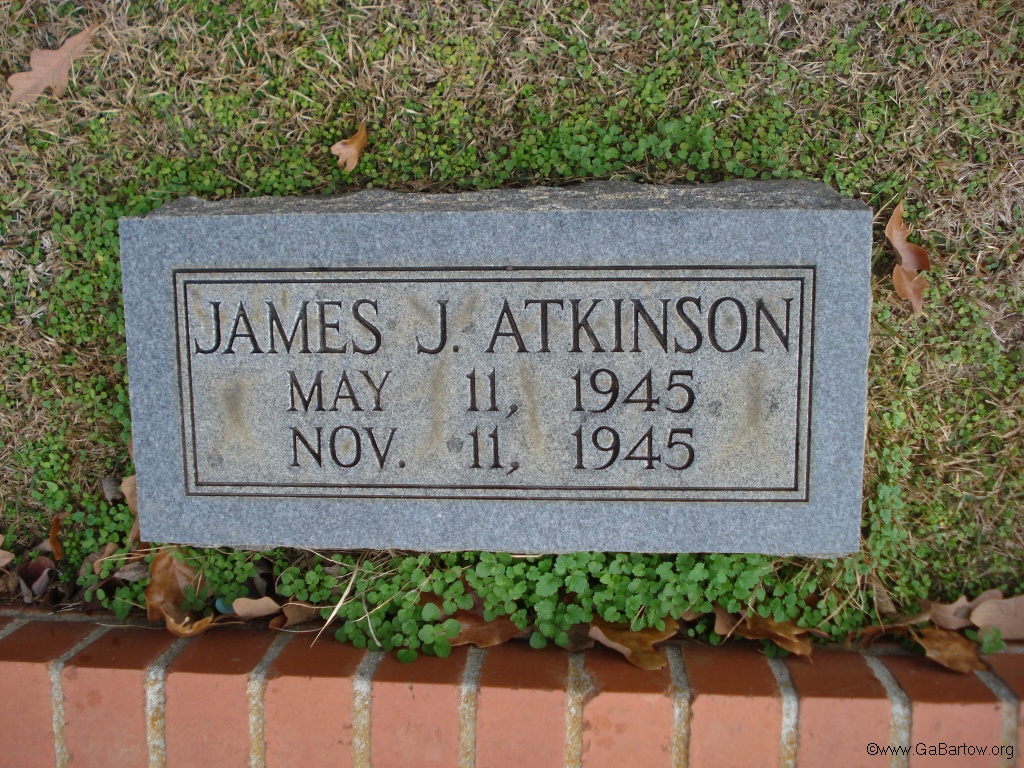 JAMES J. ATKINSON
MAY 11, 1945
NOV. 11, 1945
©www.GaBartow.org